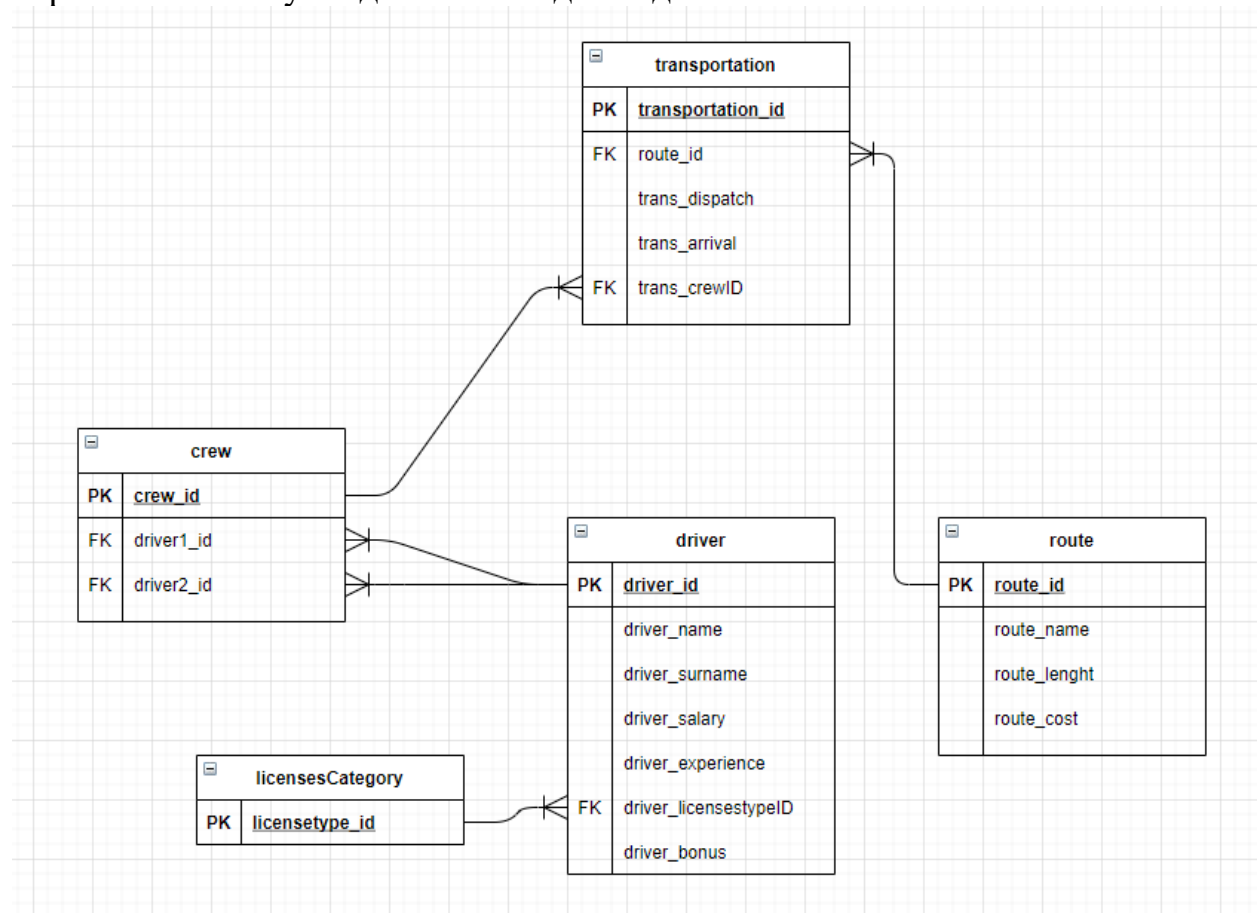 transportation
PK transportation_id
FK route_id
trans_dispatch
trans_arrival
FK trans_crewID
crew
PK crew_id
FK driver1_id
FK driver2_id
driver
PK driver_id
driver_name
driver_surname
driver_salary
driver_experience
FK driver_licensestypeID
driver_bonus
route
PK route_id
route_name
route_lenght
route_cost
licensesCategory
PK licensetype_id